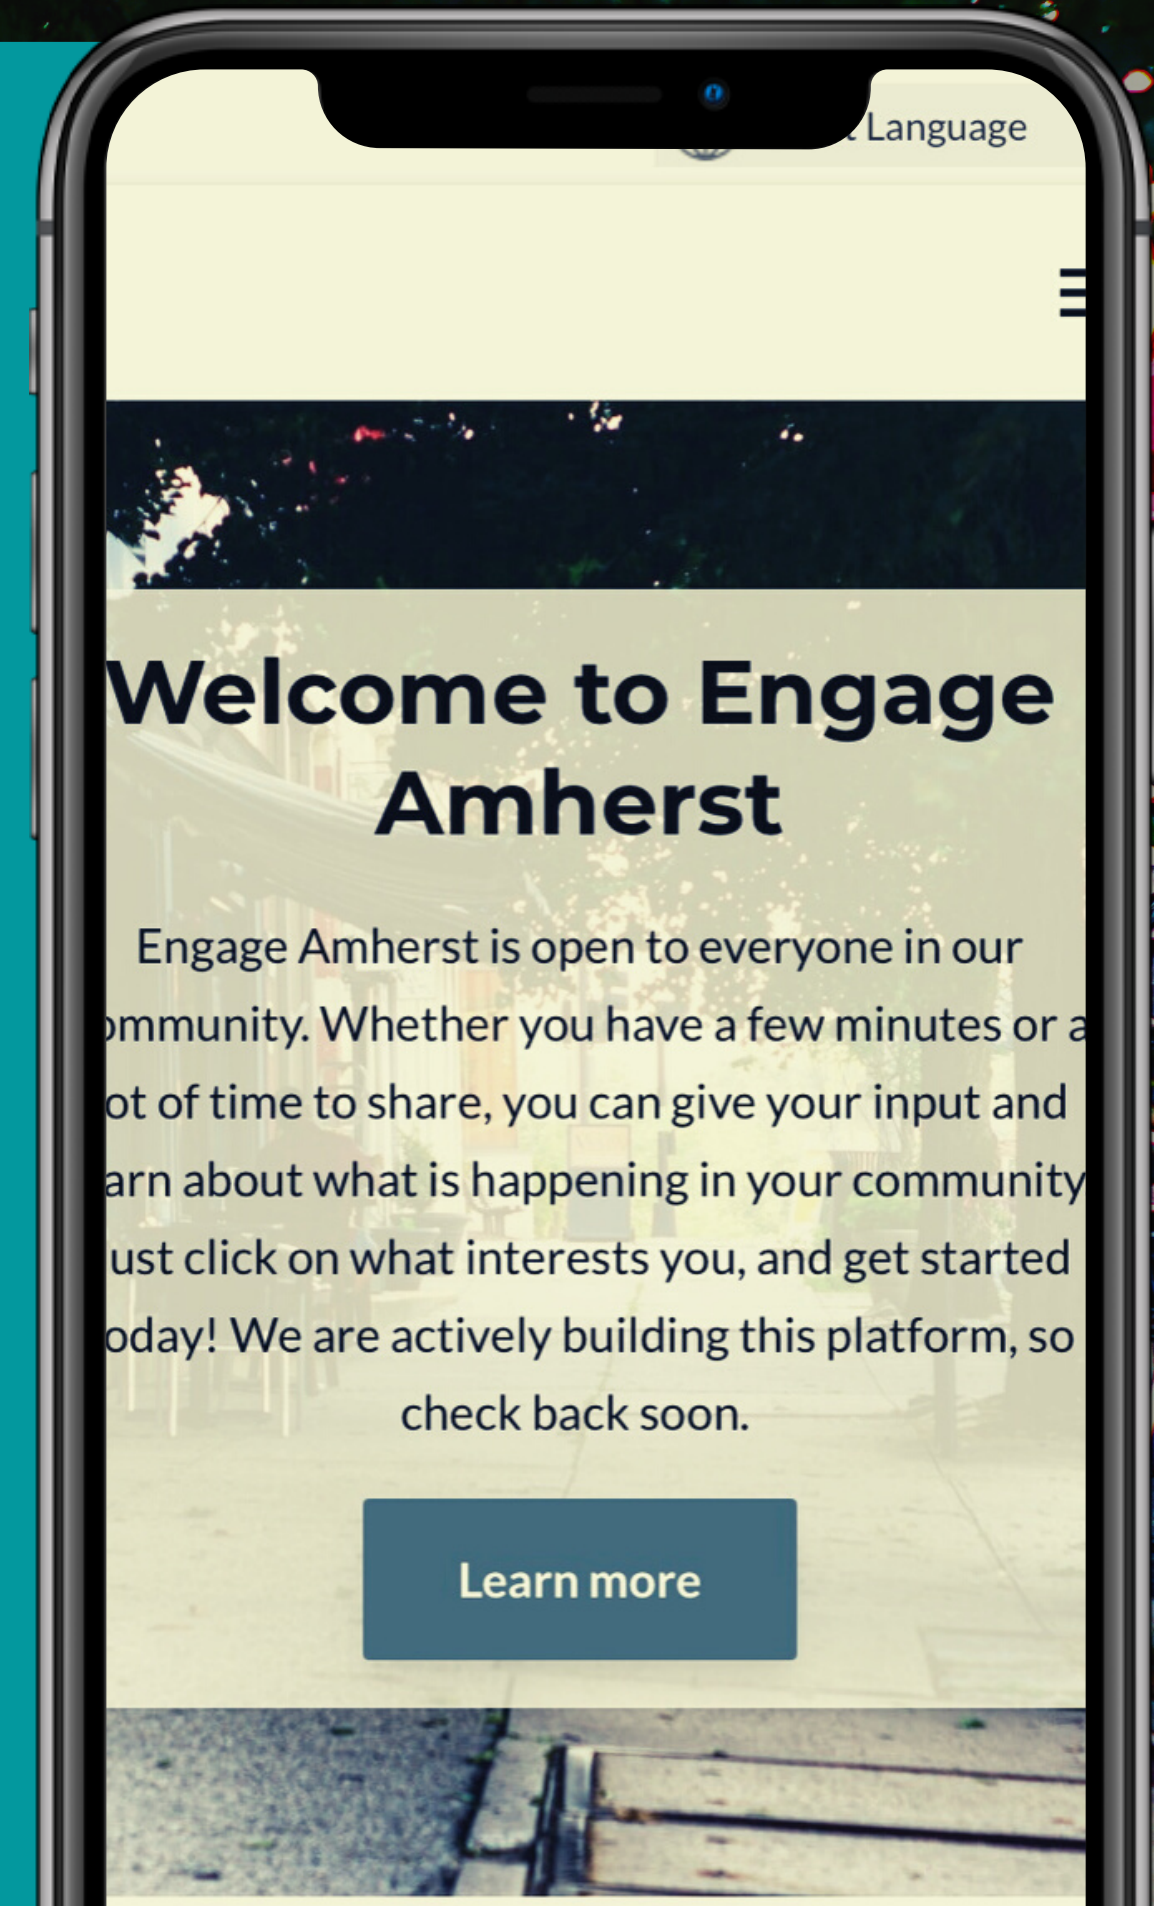 Language
Welcome to Engage
Amherst
Engage Amherst is open to everyone in our
ommunity. Whether you have a few minutes or a
ot of time to share, you can give your input and
arn about what is happening in your community
ust click on what interests you, and get started
oday! We are actively building this platform, so
check back soon.
Learn more